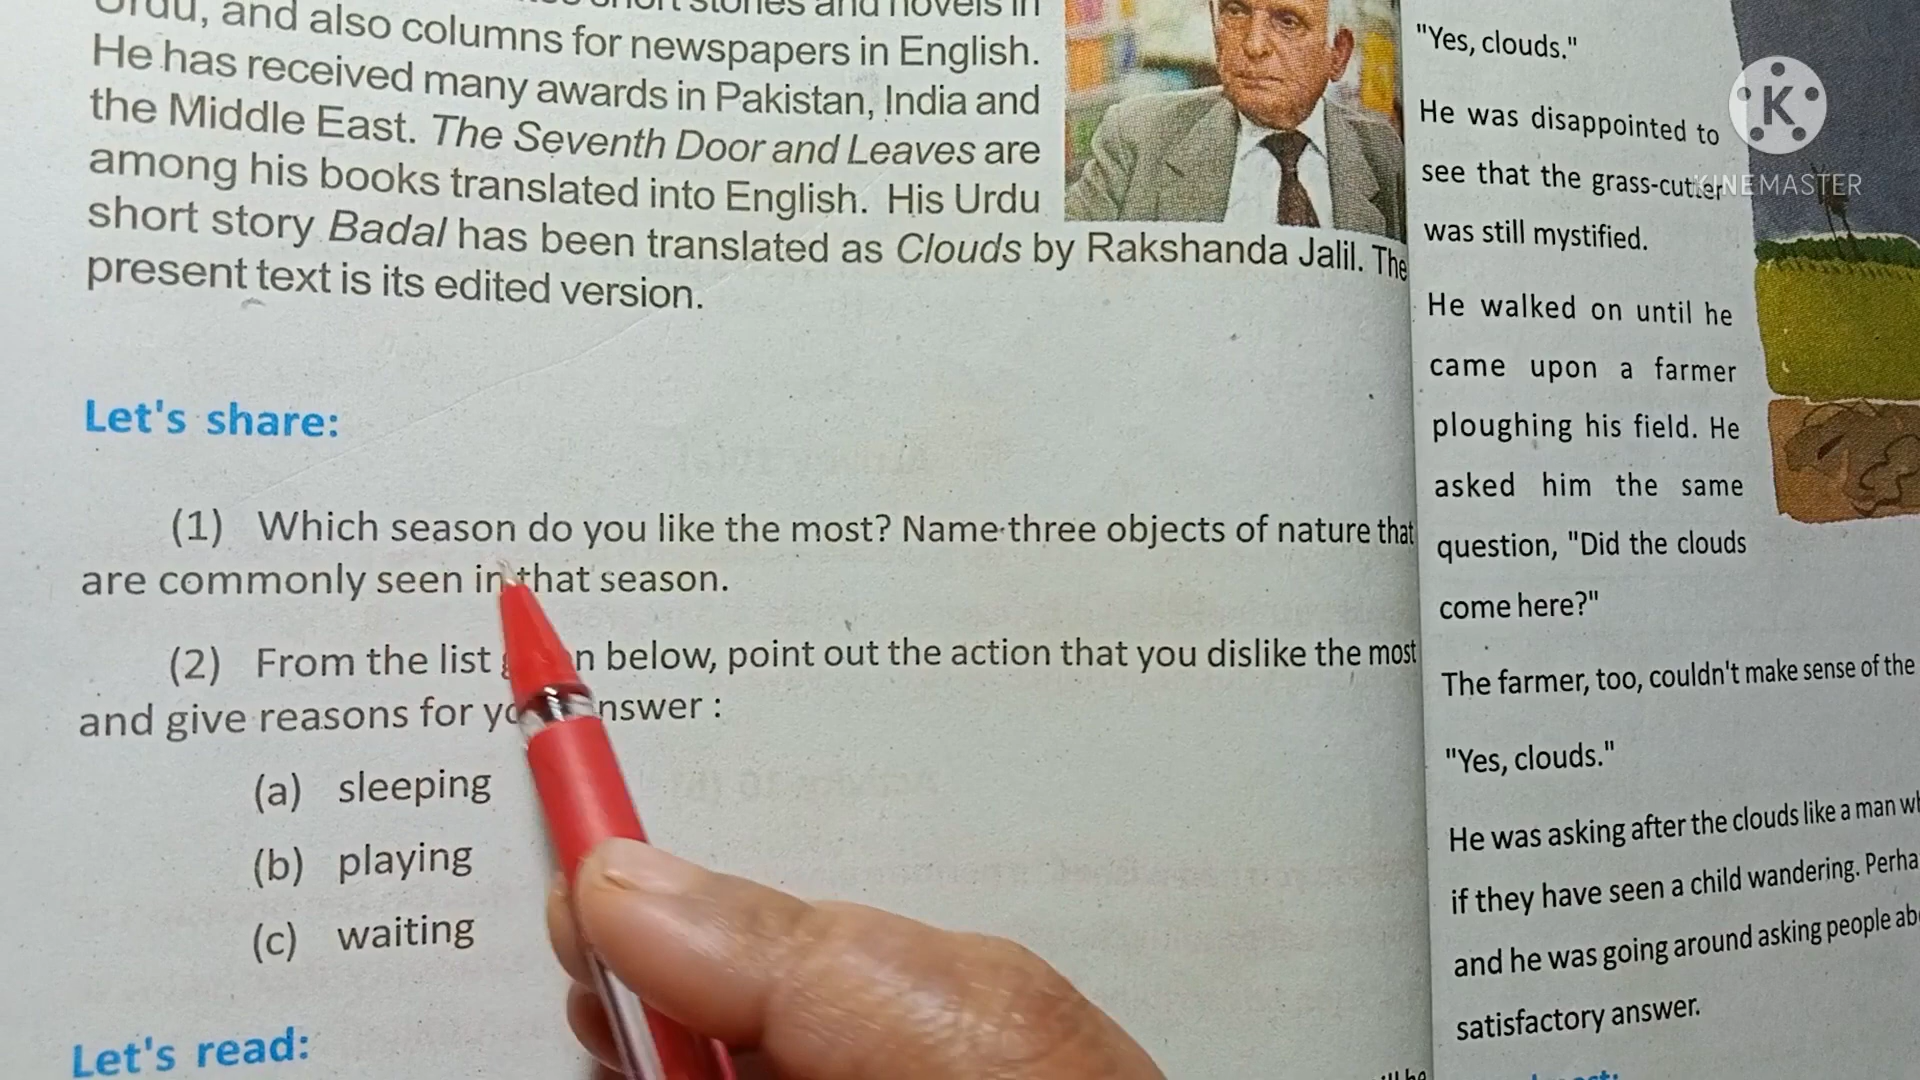 Urdu, and also columns for newspapers in English.
He has received many awards in Pakistan, India and
the Middle East. The Seventh Door and Leaves are
among his books translated into English. His Urdu
short story Badal has been translated as Clouds by Rakshanda Jalil. The
present text is its edited version.
Let's share:
(1) Which season do you like the most? Name three objects of nature that
are commonly seen in that season.
(2) From the list below, point out the action that you dislike the most
and give reasons for :
(a) sleeping
(b) playing
(c) waiting
Let's read:
"Yes, clouds."
He was disappointed to
see that the grass-cutter
was still mystified.
He walked on until he
came upon a farmer
ploughing his field. He
asked him the same
question, "Did the clouds
come here?"
The farmer, too, couldn't make sense of the
"Yes, clouds."
He was asking after the clouds like a man
if they have seen a child wandering.
and he was going around asking people
satisfactory answer.
K
KINEMASTER